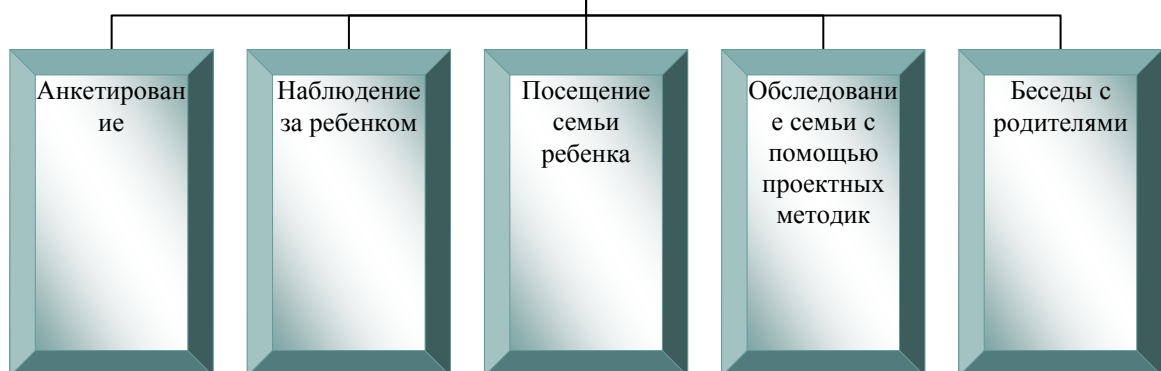 Анкетирован
ие
Наблюдение
за ребенком
Посещение
семьи
ребенка
Обследовани
е семьи с
помощью
проектных
методик
Беседы с
родителями